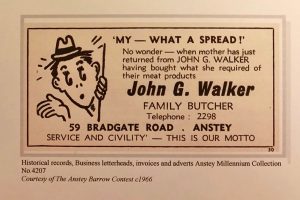 'MY — WHAT A SPREAD!'
No wonder — when mother has just
returned from JOHN G. WALKER
having bought what she required of
their meat products
John G. Walker
FAMILY BUTCHER
Telephone : 2298
59 BRADGATE ROAD . ANSTEY
SERVICE AND CIVILITY' — THIS IS OUR MOTTO
30
Historical records, Business letterheads, invoices and adverts Anstey Millennium Collection
No.4207
Courtesy of The Anstey Barrow Contest c1966